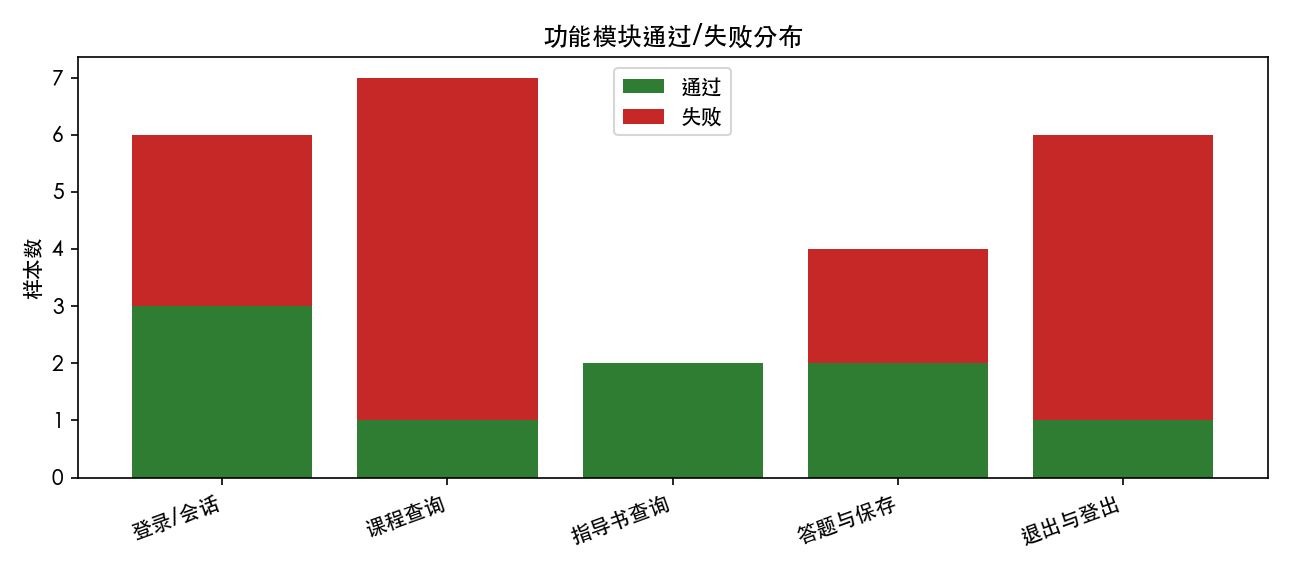 功能模块通过/失败分布
通过
失败
样本数
7
6
5
4
3
2
1
0
登录/会话
课程查询
指导书查询
答题与保存
退出与登出